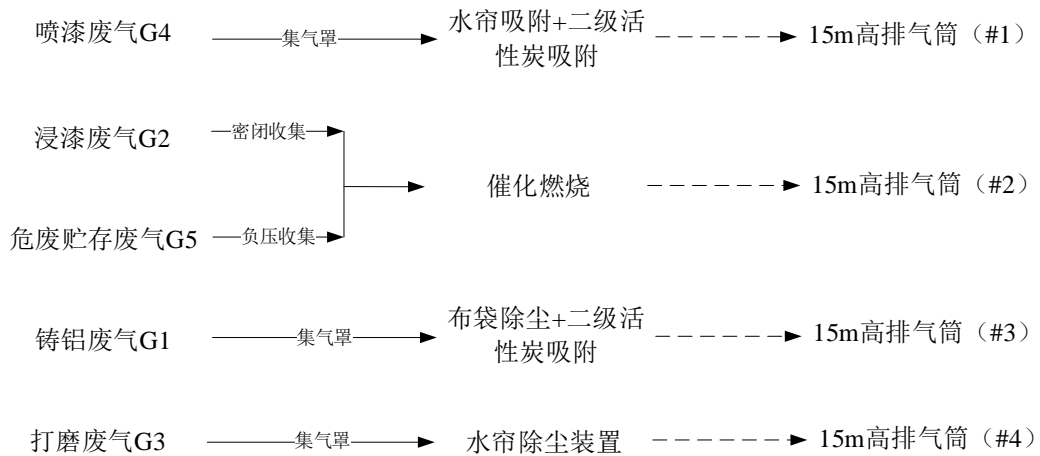 喷漆废气G4
集气罩
水帘吸附+二级活
性炭吸附
15m高排气筒（#1）
浸漆废气G2
密闭收集
催化燃烧
15m高排气筒（#2）
危废贮存废气G5
负压收集
铸铝废气G1
集气罩
布袋除尘+二级活
性炭吸附
15m高排气筒（#3）
打磨废气G3
集气罩
水帘除尘装置
15m高排气筒（#4）